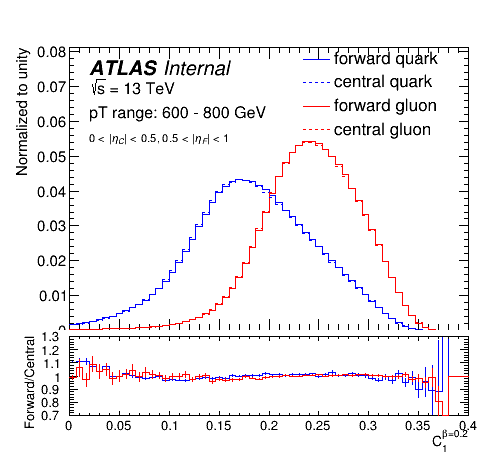 0.08
0.07
0.06
0.05
0.04
0.03
0.02
0.01
0
Normalized to unity
ATLAS Internal
√s = 13 TeV
pT range: 600 - 800 GeV
0 < |η_C| < 0.5, 0.5 < |η_F| < 1
forward quark
central quark
forward gluon
central gluon
1.3
1.2
1.1
1
0.9
0.8
0.7
Forward/Central
0 0.05 0.1 0.15 0.2 0.25 0.3 0.35 0.4
C_1^β=0.2